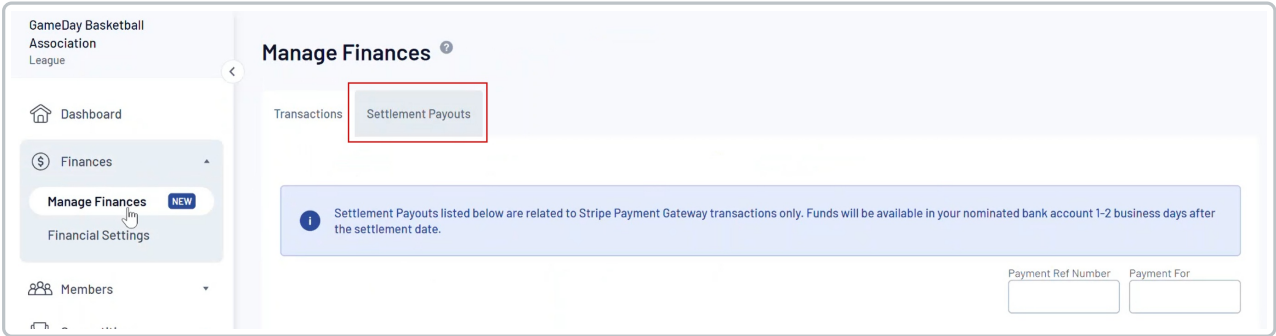 GameDay Basketball
Association
League
Manage Finances
Dashboard
Transactions
Settlement Payouts
Finances
Manage Finances
NEW
Settlement Payouts listed below are related to Stripe Payment Gateway transactions only. Funds will be available in your nominated bank account 1-2 business days after
the settlement date.
Financial Settings
Payment Ref Number
Payment For
Members